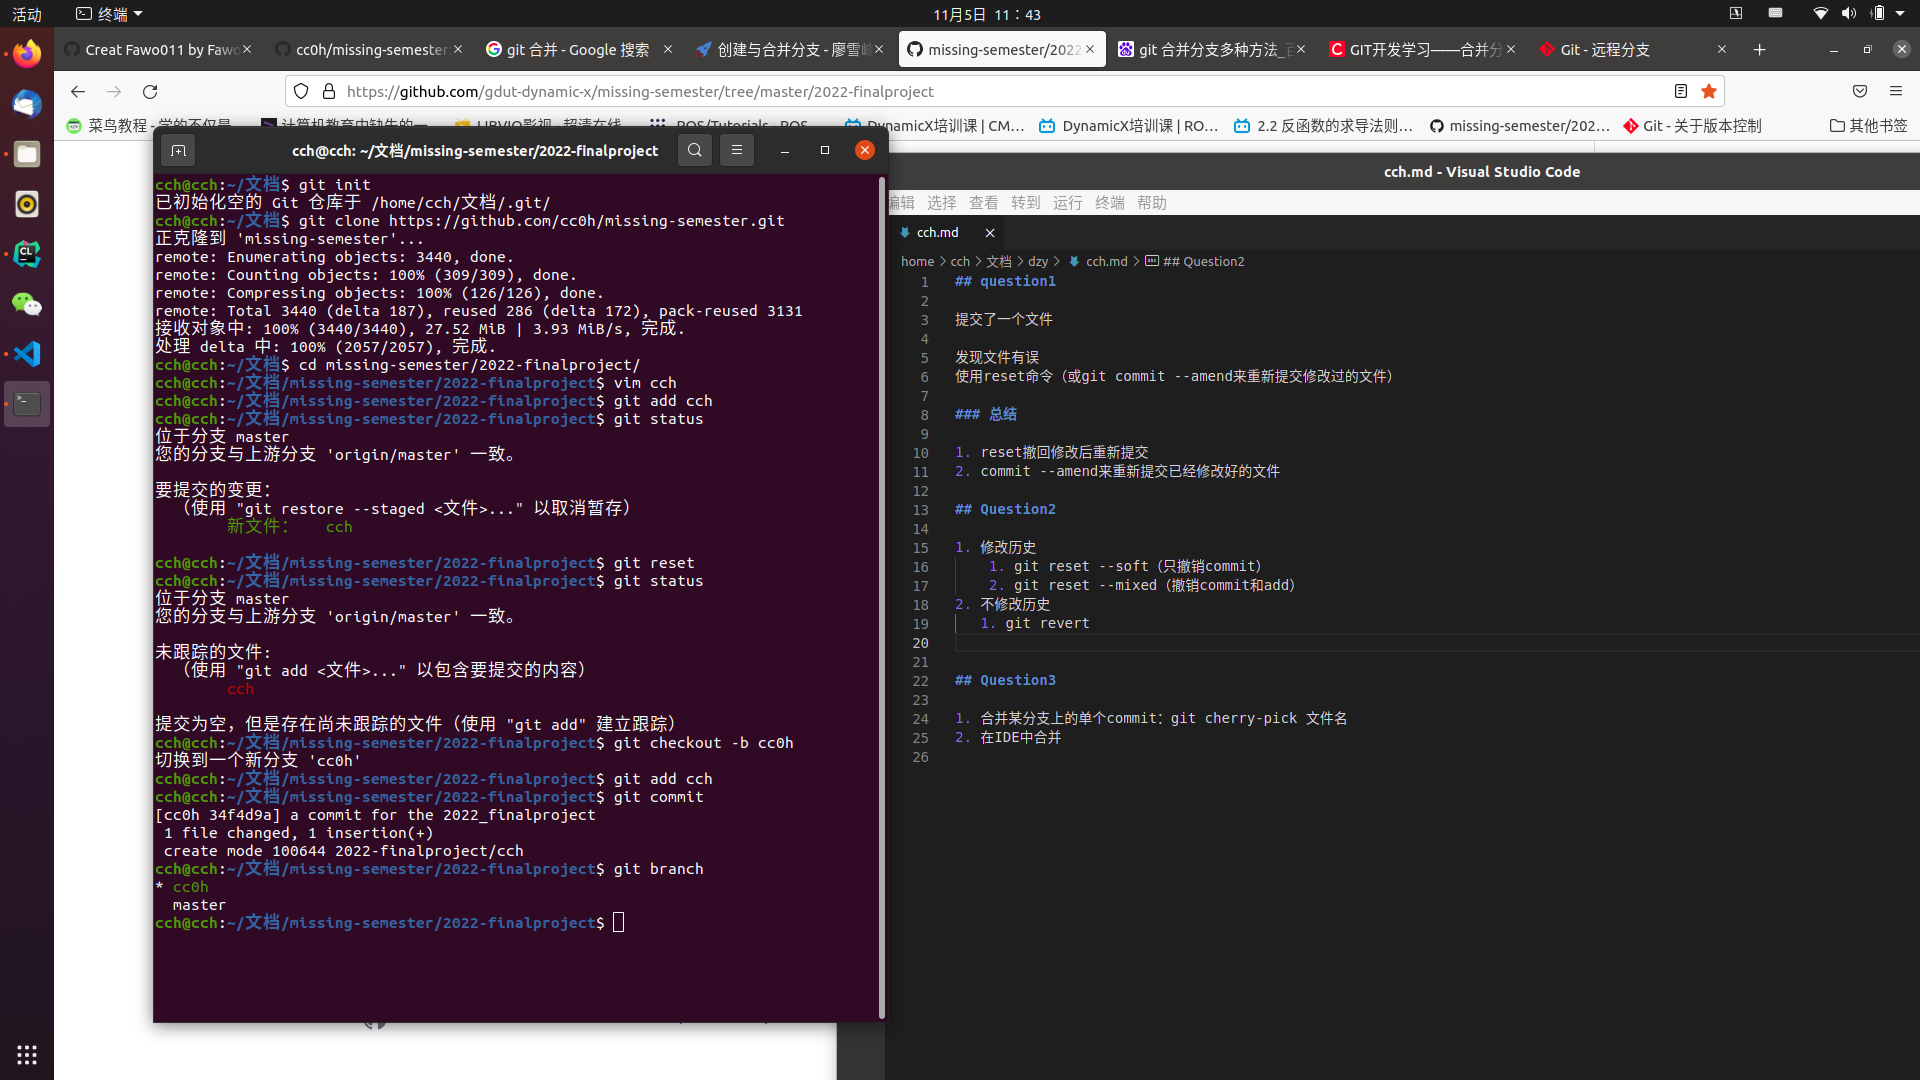 活动
终端
11月5日 11：43
Creat Fawo011 by Fawo
cc0h/missing-semester
git 合并 - Google 搜索
创建与合并分支 - 廖雪峰
missing-semester/2022
git 合并分支多种方法_百
GIT开发学习——合并分
Git - 远程分支
https://github.com/gdut-dynamic-x/missing-semester/tree/master/2022-finalproject
菜鸟教程 - 学的不仅是
计算机教育中缺失的一
LIBVIO影视 - 超清在线
ROS/Tutorials - ROS
DynamicX培训课 | CM...
DynamicX培训课 | RO...
2.2 反函数的求导法则...
missing-semester/202...
Git - 关于版本控制
其他书签
cch@cch: ~/文档/missing-semester/2022-finalproject
cch@cch:~/文档$ git init
已初始化空的 Git 仓库于 /home/cch/文档/.git/
cch@cch:~/文档$ git clone https://github.com/cc0h/missing-semester.git
正克隆到 'missing-semester'...
remote: Enumerating objects: 3440, done.
remote: Counting objects: 100% (309/309), done.
remote: Compressing objects: 100% (126/126), done.
remote: Total 3440 (delta 187), reused 286 (delta 172), pack-reused 3131
接收对象中: 100% (3440/3440), 27.52 MiB | 3.93 MiB/s, 完成.
处理 delta 中: 100% (2057/2057), 完成.
cch@cch:~/文档$ cd missing-semester/2022-finalproject/
cch@cch:~/文档/missing-semester/2022-finalproject$ vim cch
cch@cch:~/文档/missing-semester/2022-finalproject$ git add cch
cch@cch:~/文档/missing-semester/2022-finalproject$ git status
位于分支 master
您的分支与上游分支 'origin/master' 一致。
要提交的变更：
（使用 "git restore --staged <文件>..." 以取消暂存）
新文件： cch
cch@cch:~/文档/missing-semester/2022-finalproject$ git reset
cch@cch:~/文档/missing-semester/2022-finalproject$ git status
位于分支 master
您的分支与上游分支 'origin/master' 一致。
未跟踪的文件:
（使用 "git add <文件>..." 以包含要提交的内容）
cch
提交为空，但是存在尚未跟踪的文件（使用 "git add" 建立跟踪）
cch@cch:~/文档/missing-semester/2022-finalproject$ git checkout -b cc0h
切换到一个新分支 'cc0h'
cch@cch:~/文档/missing-semester/2022-finalproject$ git add cch
cch@cch:~/文档/missing-semester/2022-finalproject$ git commit
[cc0h 34f4d9a] a commit for the 2022_finalproject
1 file changed, 1 insertion(+)
create mode 100644 2022-finalproject/cch
cch@cch:~/文档/missing-semester/2022-finalproject$ git branch
* cc0h
master
cch@cch:~/文档/missing-semester/2022-finalproject$
cch.md - Visual Studio Code
编辑 选择 查看 转到 运行 终端 帮助
cch.md
home > cch > 文档 > dzy > cch.md > ## Question2
1 ## question1
2
3 提交了一个文件
4
5 发现文件有误
6 使用reset命令（或git commit --amend来重新提交修改过的文件）
7
8 ### 总结
9
10 1. reset撤回修改后重新提交
11 2. commit --amend来重新提交已经修改好的文件
12
13 ## Question2
14
15 1. 修改历史
16 1. git reset --soft（只撤销commit）
17 2. git reset --mixed（撤销commit和add）
18 2. 不修改历史
19 1. git revert
20
21
22 ## Question3
23
24 1. 合并某分支上的单个commit：git cherry-pick 文件名
25 2. 在IDE中合并
26